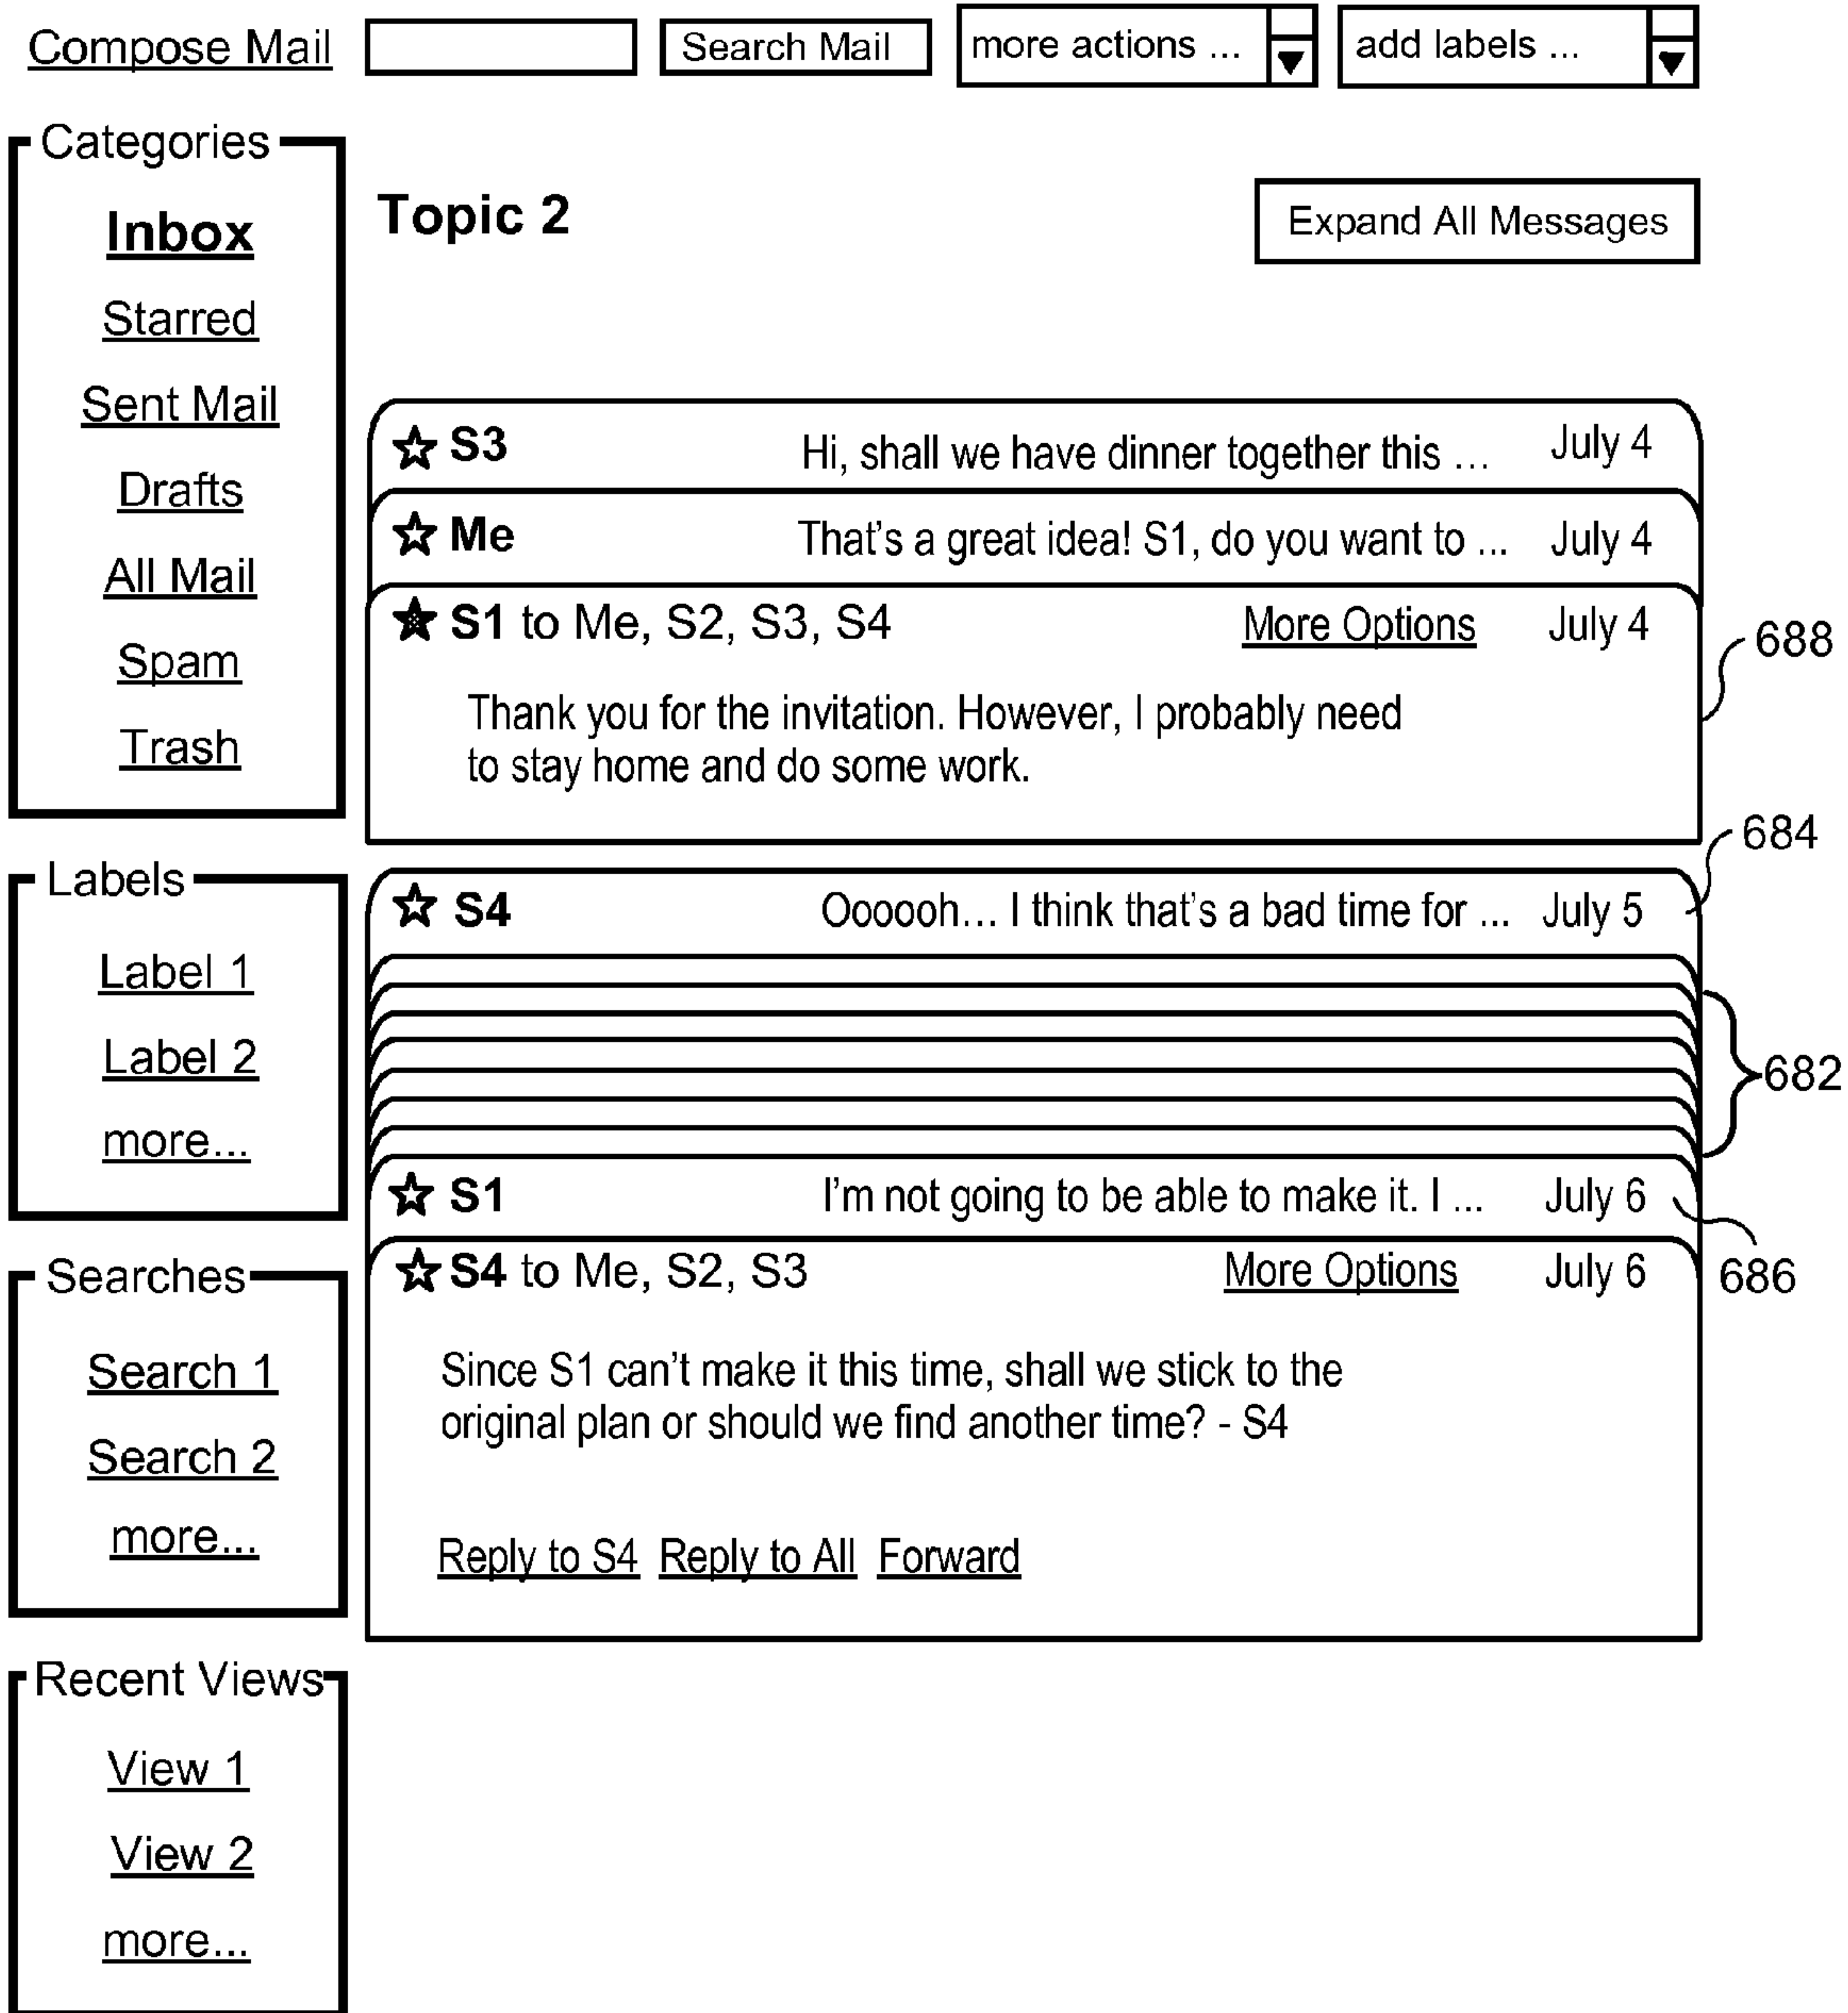 Compose Mail Search Mail more actions ... add labels ...
Categories
Inbox
Starred
Sent Mail
Drafts
All Mail
Spam
Trash
Labels
Label 1
Label 2
more...
Searches
Search 1
Search 2
more...
Recent Views
View 1
View 2
more...
Topic 2 Expand All Messages
S3 Hi, shall we have dinner together this ... July 4
Me That's a great idea! S1, do you want to ... July 4
S1 to Me, S2, S3, S4 More Options July 4
688
Thank you for the invitation. However, I probably need
to stay home and do some work.
684
S4 Oooooh... I think that's a bad time for ... July 5
682
S1 I'm not going to be able to make it. I ... July 6
686
S4 to Me, S2, S3 More Options July 6
Since S1 can't make it this time, shall we stick to the
original plan or should we find another time? - S4
Reply to S4 Reply to All Forward